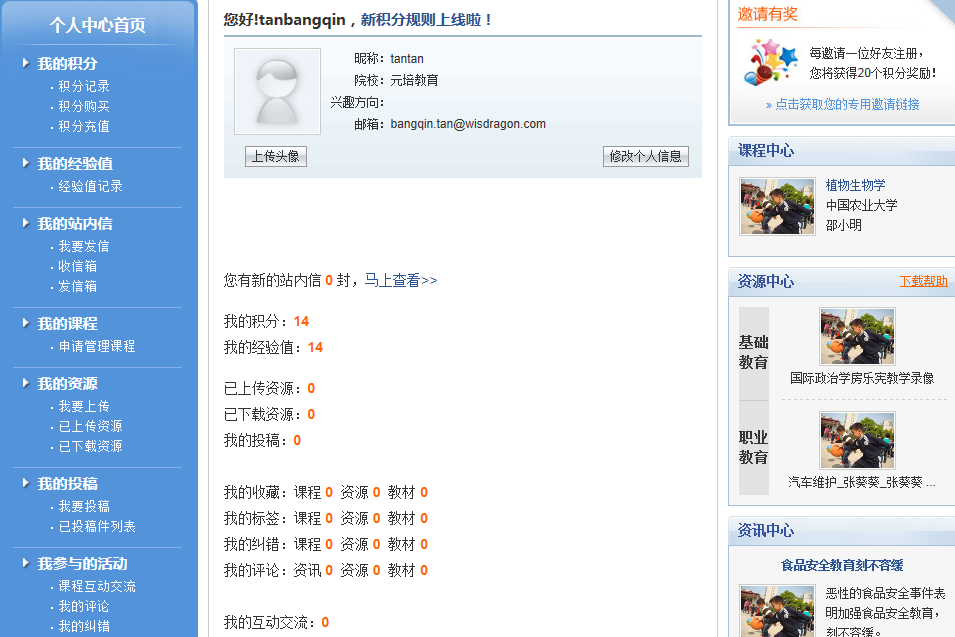 个人中心首页
我的积分
· 积分记录
· 积分购买
· 积分充值
我的经验值
· 经验值记录
我的站内信
· 我要发信
· 收信箱
· 发信箱
我的课程
· 申请管理课程
我的资源
· 我要上传
· 已上传资源
· 已下载资源
我的投稿
· 我要投稿
· 已投稿件列表
我参与的活动
· 课程互动交流
· 我的评论
· 我的纠错
您好!tanbangqin，新积分规则上线啦！
昵称：tantan
院校：元培教育
兴趣方向：
邮箱：bangqin.tan@wisdragon.com
上传头像
修改个人信息
您有新的站内信 0 封，马上查看>>
我的积分：14
我的经验值：14
已上传资源：0
已下载资源：0
我的投稿：0
我的收藏：课程 0 资源 0 教材 0
我的标签：课程 0 资源 0 教材 0
我的纠错：课程 0 资源 0 教材 0
我的评论：资讯 0 资源 0 教材 0
我的互动交流：0
邀请有奖
每邀请一位好友注册，
您将获得20个积分奖励！
» 点击获取您的专用邀请链接
课程中心
植物生物学
中国农业大学
邵小明
资源中心
下载帮助
基础
教育
国际政治学房乐宪教学录像
职业
教育
汽车维护_张葵葵_张葵葵 ...
资讯中心
食品安全教育刻不容缓
恶性的食品安全事件表
明加强食品安全教育，
刻不容缓。